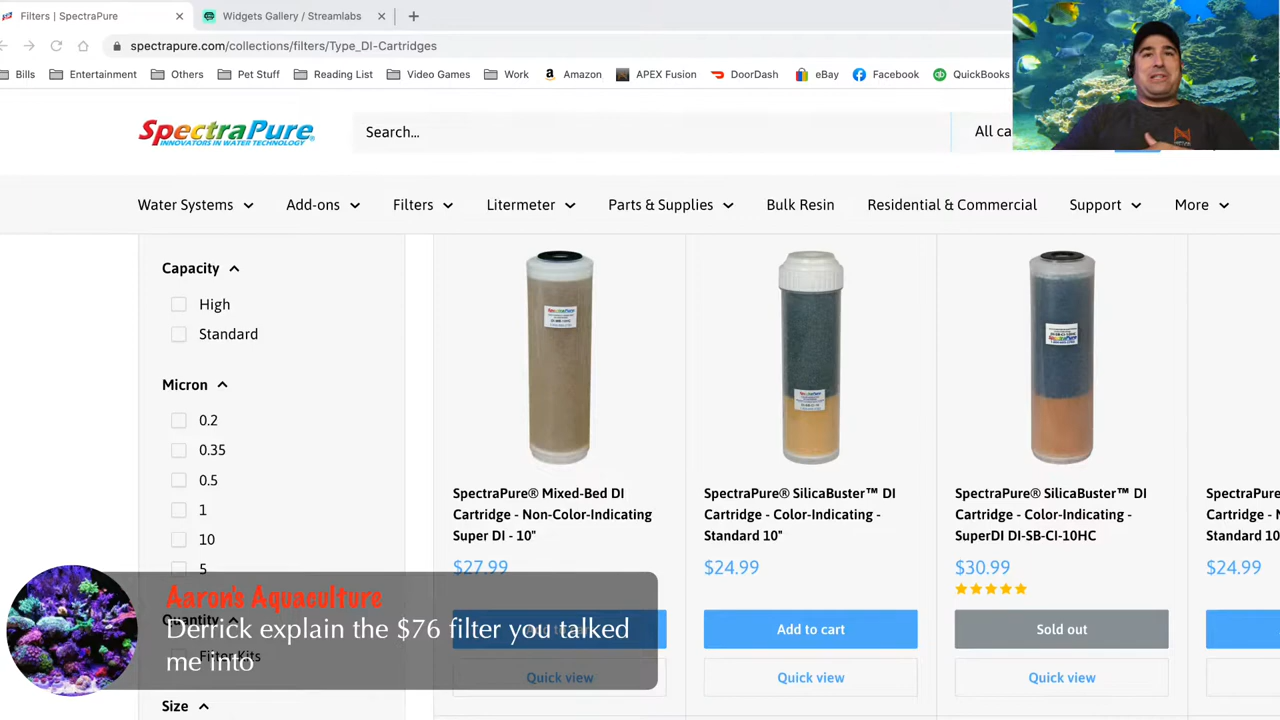 Filters | SpectraPure
Widgets Gallery / Streamlabs
spectrapure.com/collections/filters/Type_DI-Cartridges
Bills
Entertainment
Others
Pet Stuff
Reading List
Video Games
Work
Amazon
APEX Fusion
DoorDash
eBay
Facebook
QuickBooks
SpectraPure
INNOVATORS IN WATER TECHNOLOGY
Search...
All ca
Water Systems
Add-ons
Filters
Litermeter
Parts & Supplies
Bulk Resin
Residential & Commercial
Support
More
Capacity
High
Standard
Micron
0.2
0.35
0.5
1
10
5
Quantity
Filter Kits
Size
SpectraPure® Mixed-Bed DI
Cartridge - Non-Color-Indicating
Super DI - 10"
$27.99
Quick view
SpectraPure® SilicaBuster™ DI
Cartridge - Color-Indicating -
Standard 10"
$24.99
Add to cart
Quick view
SpectraPure® SilicaBuster™ DI
Cartridge - Color-Indicating -
SuperDI DI-SB-CI-10HC
$30.99
Sold out
Quick view
SpectraPure
Cartridge - N
Standard 10
$24.99
Aaron's Aquaculture
Derrick explain the $76 filter you talked
me into